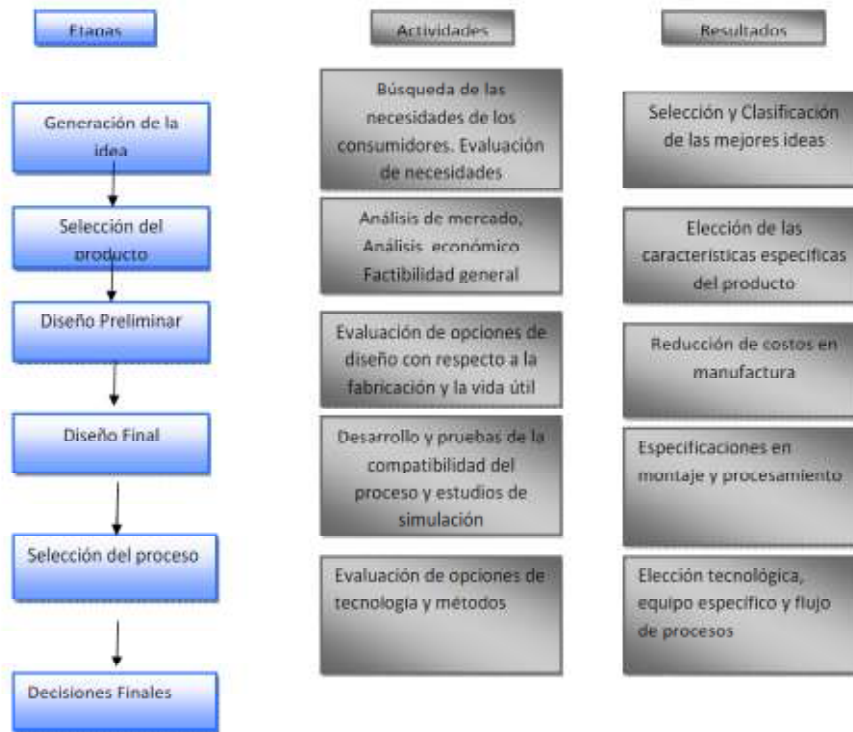 Etapas
Actividades
Resultados
Generación de la
idea
Búsqueda de las
necesidades de los
consumidores. Evaluación
de necesidades
Selección y Clasificación
de las mejores ideas
Selección del
producto
Análisis de mercado,
Análisis económico
Factibilidad general
Elección de las
características específicas
del producto
Diseño Preliminar
Evaluación de opciones de
diseño con respecto a la
fabricación y la vida útil
Reducción de costos en
manufactura
Diseño Final
Desarrollo y pruebas de la
compatibilidad del
proceso y estudios de
simulación
Especificaciones en
montaje y procesamiento
Selección del proceso
Evaluación de opciones de
tecnología y métodos
Elección tecnológica,
equipo específico y flujo
de procesos
Decisiones Finales